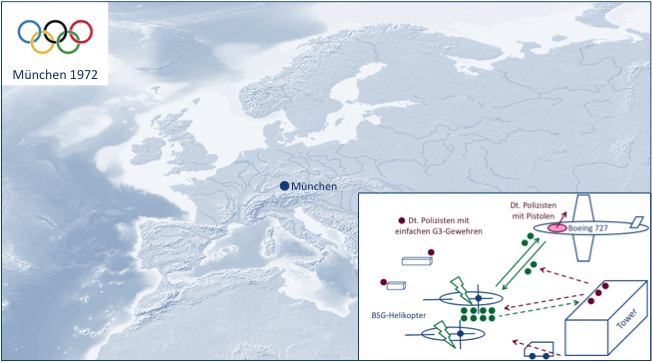 München 1972
München
Dt. Polizisten
mit Pistolen
Dt. Polizisten mit
einfachen G3-Gewehren
Boeing 727
BSG-Helikopter
Tower